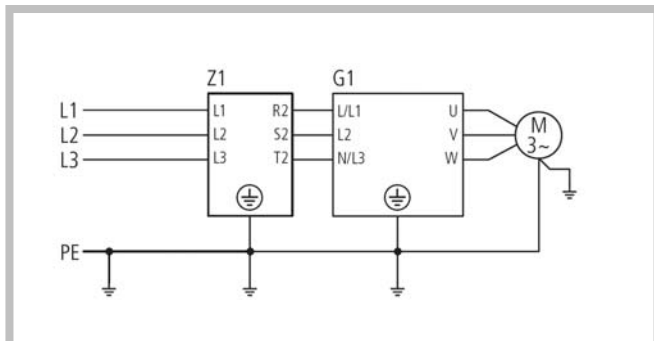 Z1 G1
L1 L1 R2 L/L1 U
L2 L2 S2 L2 V M
L3 L3 T2 N/L3 W 3~
PE